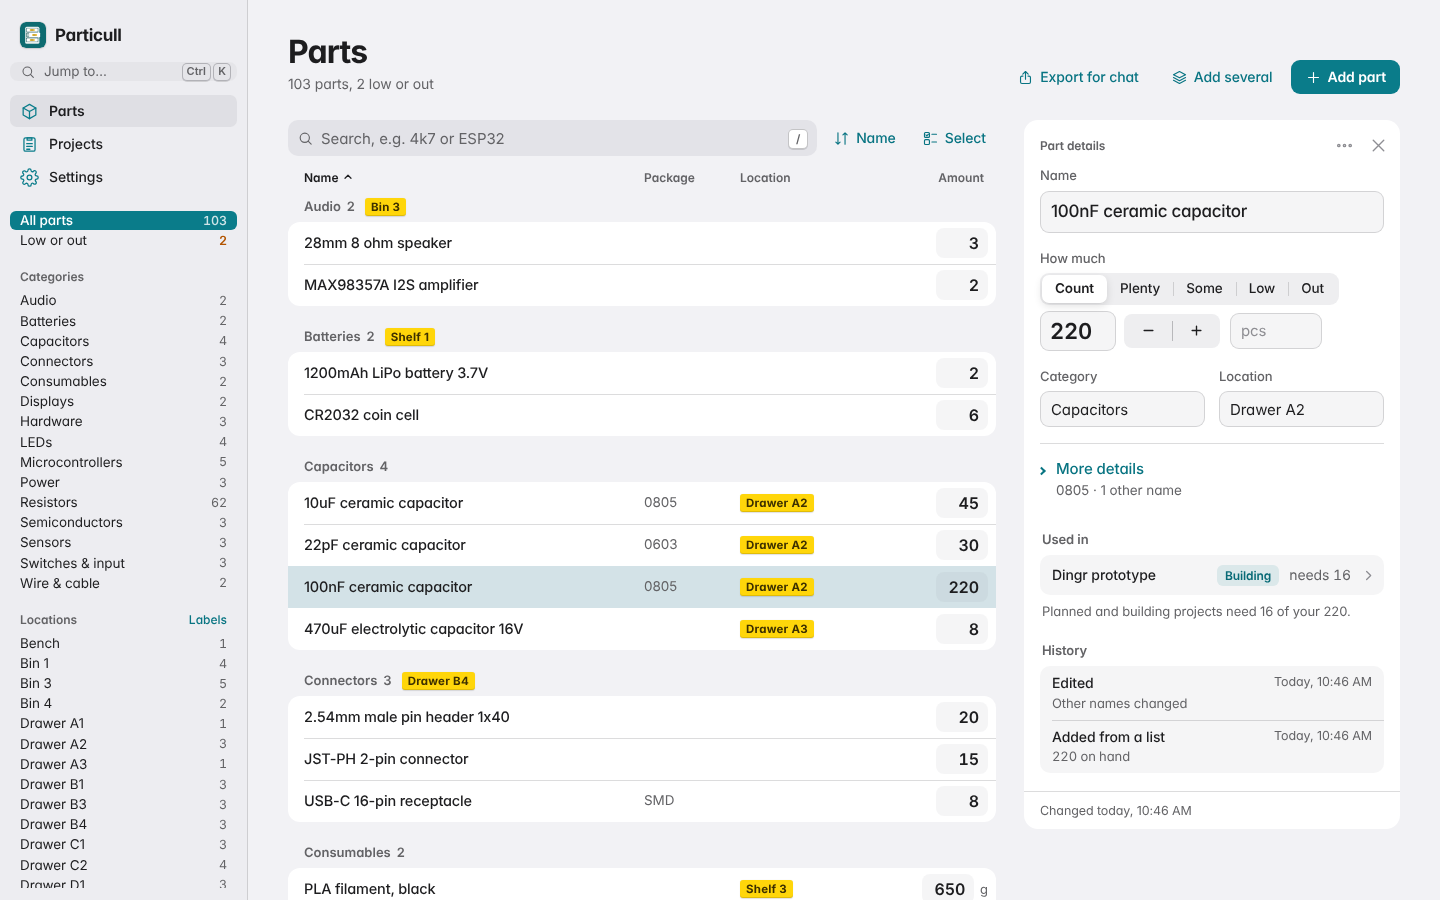 Particull
Jump to...
Ctrl K
Parts
Projects
Settings
All parts 103
Low or out 2
Categories
Audio 2
Batteries 2
Capacitors 4
Connectors 3
Consumables 2
Displays 2
Hardware 3
LEDs 4
Microcontrollers 5
Power 3
Resistors 62
Semiconductors 3
Sensors 3
Switches & input 3
Wire & cable 2
Locations Labels
Bench 1
Bin 1 4
Bin 3 5
Bin 4 2
Drawer A1 1
Drawer A2 3
Drawer A3 1
Drawer B1 3
Drawer B3 3
Drawer B4 3
Drawer C1 3
Drawer C2 4
Drawer D1 3
Parts
103 parts, 2 low or out
Export for chat
Add several
Add part
Search, e.g. 4k7 or ESP32 /
Name
Select
Name Package Location Amount
Audio 2 Bin 3
28mm 8 ohm speaker 3
MAX98357A I2S amplifier 2
Batteries 2 Shelf 1
1200mAh LiPo battery 3.7V 2
CR2032 coin cell 6
Capacitors 4
10uF ceramic capacitor 0805 Drawer A2 45
22pF ceramic capacitor 0603 Drawer A2 30
100nF ceramic capacitor 0805 Drawer A2 220
470uF electrolytic capacitor 16V Drawer A3 8
Connectors 3 Drawer B4
2.54mm male pin header 1x40 20
JST-PH 2-pin connector 15
USB-C 16-pin receptacle SMD 8
Consumables 2
PLA filament, black Shelf 3 650 g
Part details
Name
100nF ceramic capacitor
How much
Count Plenty Some Low Out
220 − + pcs
Category Location
Capacitors Drawer A2
More details
0805 · 1 other name
Used in
Dingr prototype Building needs 16
Planned and building projects need 16 of your 220.
History
Edited Today, 10:46 AM
Other names changed
Added from a list Today, 10:46 AM
220 on hand
Changed today, 10:46 AM